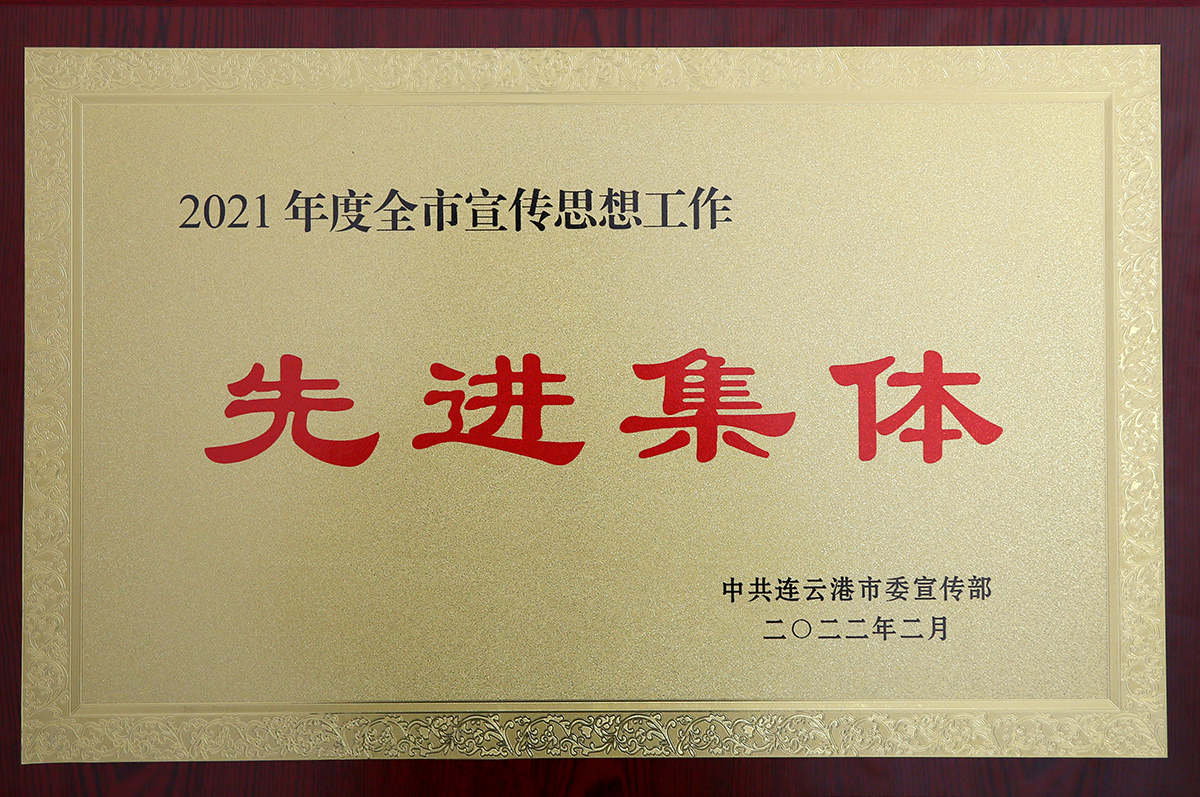 2021年度全市宣传思想工作
先进集体
中共连云港市委宣传部
二〇二二年二月